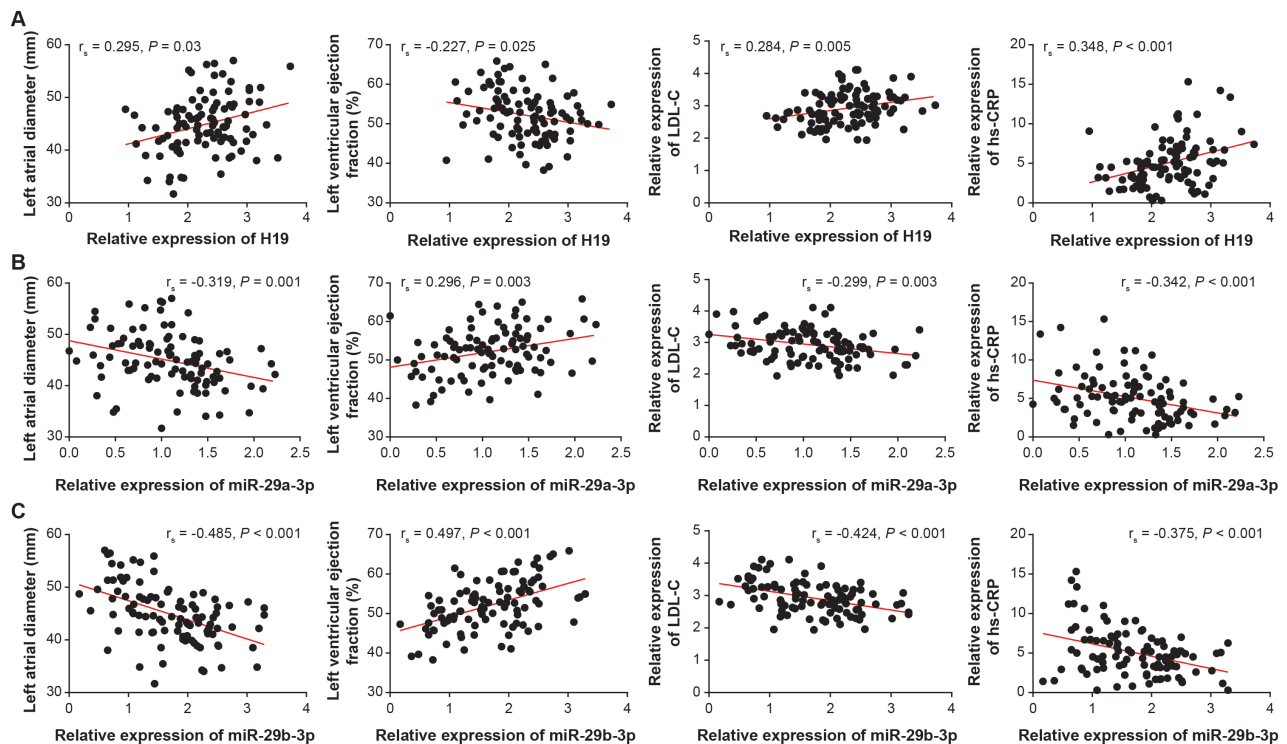 A
r_s = 0.295, P = 0.03
Left atrial diameter (mm)
60
50
40
30
0
1
2
3
4
Relative expression of H19
r_s = -0.227, P = 0.025
Left ventricular ejection
fraction (%)
70
60
50
40
30
0
1
2
3
4
Relative expression of H19
r_s = 0.284, P = 0.005
Relative expression
of LDL-C
5
4
3
2
1
0
0
1
2
3
4
Relative expression of H19
r_s = 0.348, P < 0.001
Relative expression
of hs-CRP
20
15
10
5
0
0
1
2
3
4
Relative expression of H19
B
r_s = -0.319, P = 0.001
Left atrial diameter (mm)
60
50
40
30
0.0
0.5
1.0
1.5
2.0
2.5
Relative expression of miR-29a-3p
r_s = 0.296, P = 0.003
Left ventricular ejection
fraction (%)
70
60
50
40
30
0.0
0.5
1.0
1.5
2.0
2.5
Relative expression of miR-29a-3p
r_s = -0.299, P = 0.003
Relative expression
of LDL-C
5
4
3
2
1
0
0.0
0.5
1.0
1.5
2.0
2.5
Relative expression of miR-29a-3p
r_s = -0.342, P < 0.001
Relative expression
of hs-CRP
20
15
10
5
0
0.0
0.5
1.0
1.5
2.0
2.5
Relative expression of miR-29a-3p
C
r_s = -0.485, P < 0.001
Left atrial diameter (mm)
60
50
40
30
0
1
2
3
4
Relative expression of miR-29b-3p
r_s = 0.497, P < 0.001
Left ventricular ejection
fraction (%)
70
60
50
40
30
0
1
2
3
4
Relative expression of miR-29b-3p
r_s = -0.424, P < 0.001
Relative expression
of LDL-C
5
4
3
2
1
0
0
1
2
3
4
Relative expression of miR-29b-3p
r_s = -0.375, P < 0.001
Relative expression
of hs-CRP
20
15
10
5
0
0
1
2
3
4
Relative expression of miR-29b-3p